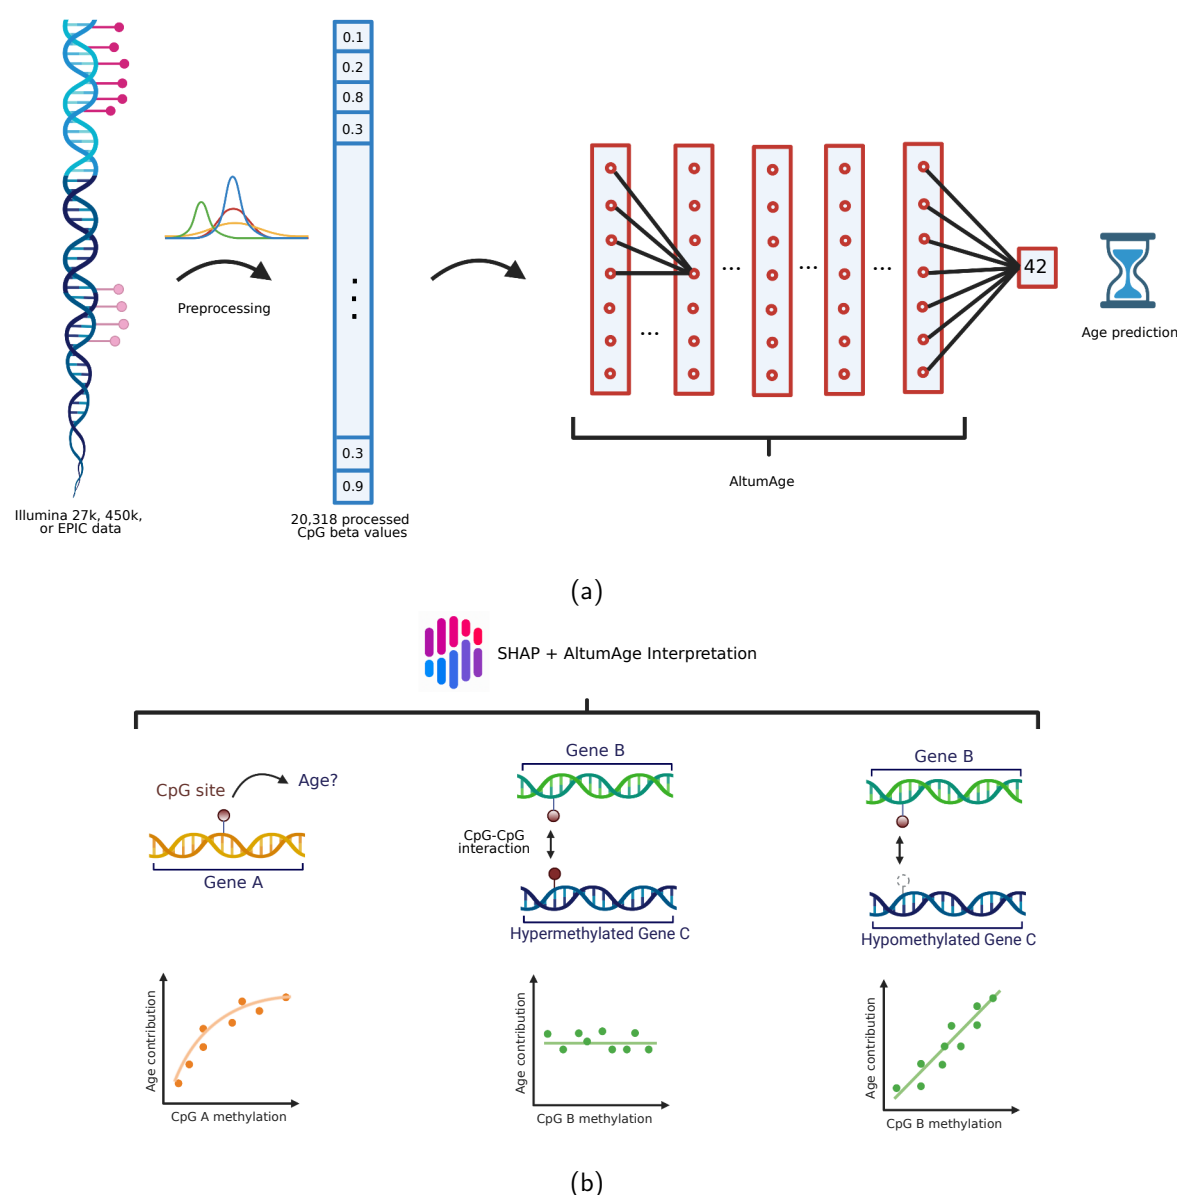 0.1
0.2
0.8
0.3
...
0.3
0.9
Preprocessing
Illumina 27k, 450k,
or EPIC data
20,318 processed
CpG beta values
...
...
...
...
42
Age prediction
AltumAge
(a)
SHAP + AltumAge Interpretation
CpG site
Age?
Gene A
Gene B
CpG-CpG
interaction
Hypermethylated Gene C
Gene B
Hypomethylated Gene C
Age contribution
CpG A methylation
Age contribution
CpG B methylation
Age contribution
CpG B methylation
(b)